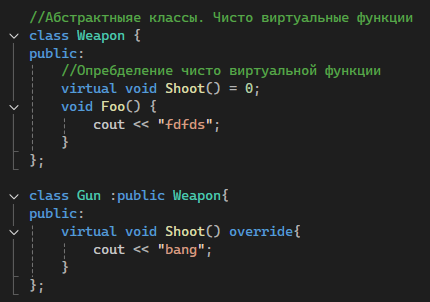 //Абстрактныяе классы. Чисто виртуальные функции
class Weapon {
public:
//Опребделение чисто виртуальной функции
virtual void Shoot() = 0;
void Foo() {
cout << "fdfds";
}
};
class Gun :public Weapon{
public:
virtual void Shoot() override{
cout << "bang";
}
};